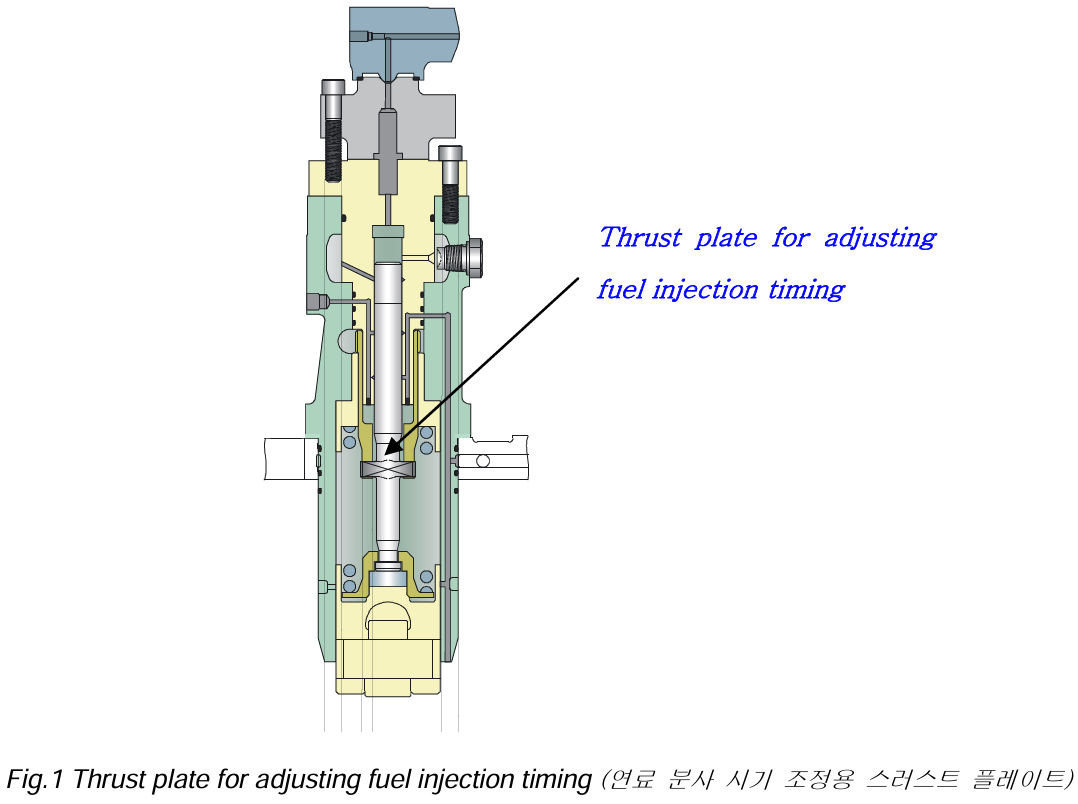 Thrust plate for adjusting
fuel injection timing
Fig.1 Thrust plate for adjusting fuel injection timing (연료 분사 시기 조정용 스러스트 플레이트)